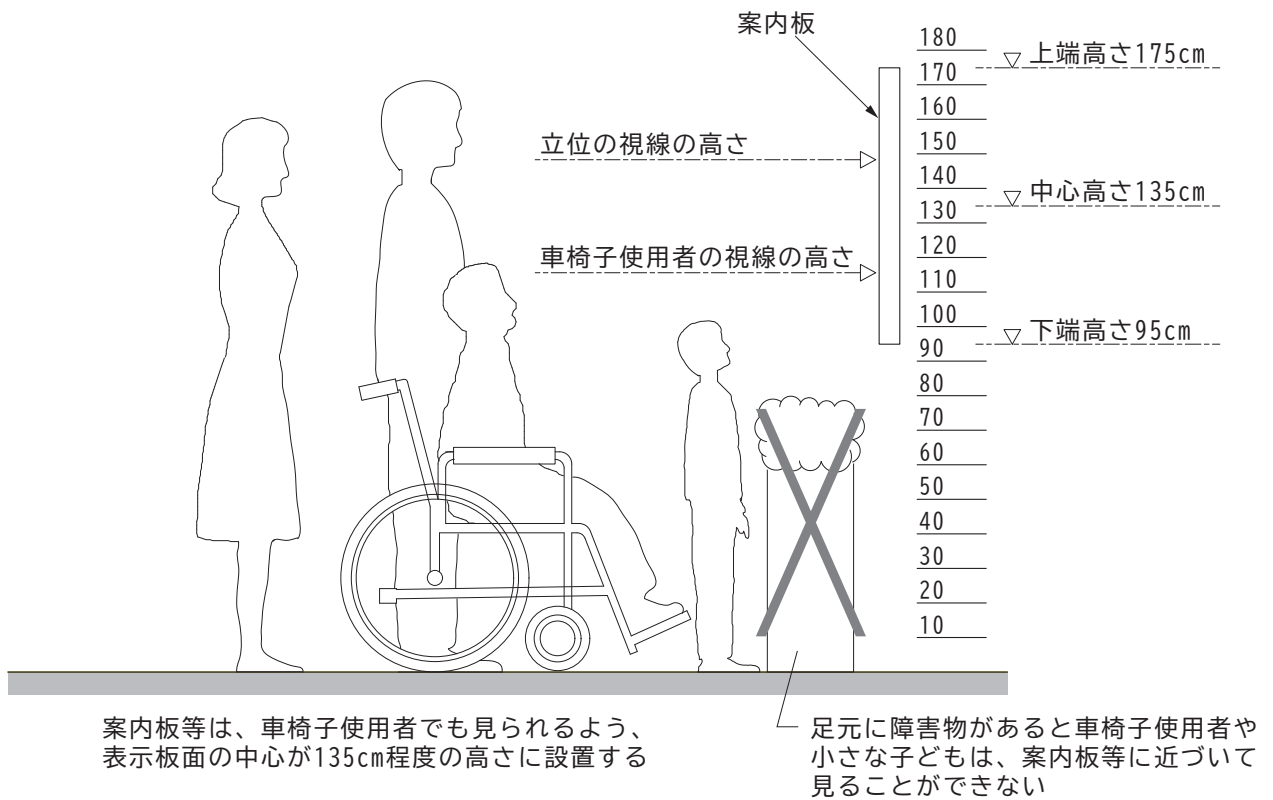 案内板
180
170
160
150
140
130
120
110
100
90
80
70
60
50
40
30
20
10
上端高さ175cm
立位の視線の高さ
中心高さ135cm
車椅子使用者の視線の高さ
下端高さ95cm
案内板等は、車椅子使用者でも見られるよう、
表示板面の中心が135cm程度の高さに設置する
足元に障害物があると車椅子使用者や
小さな子どもは、案内板等に近づいて
見ることができない